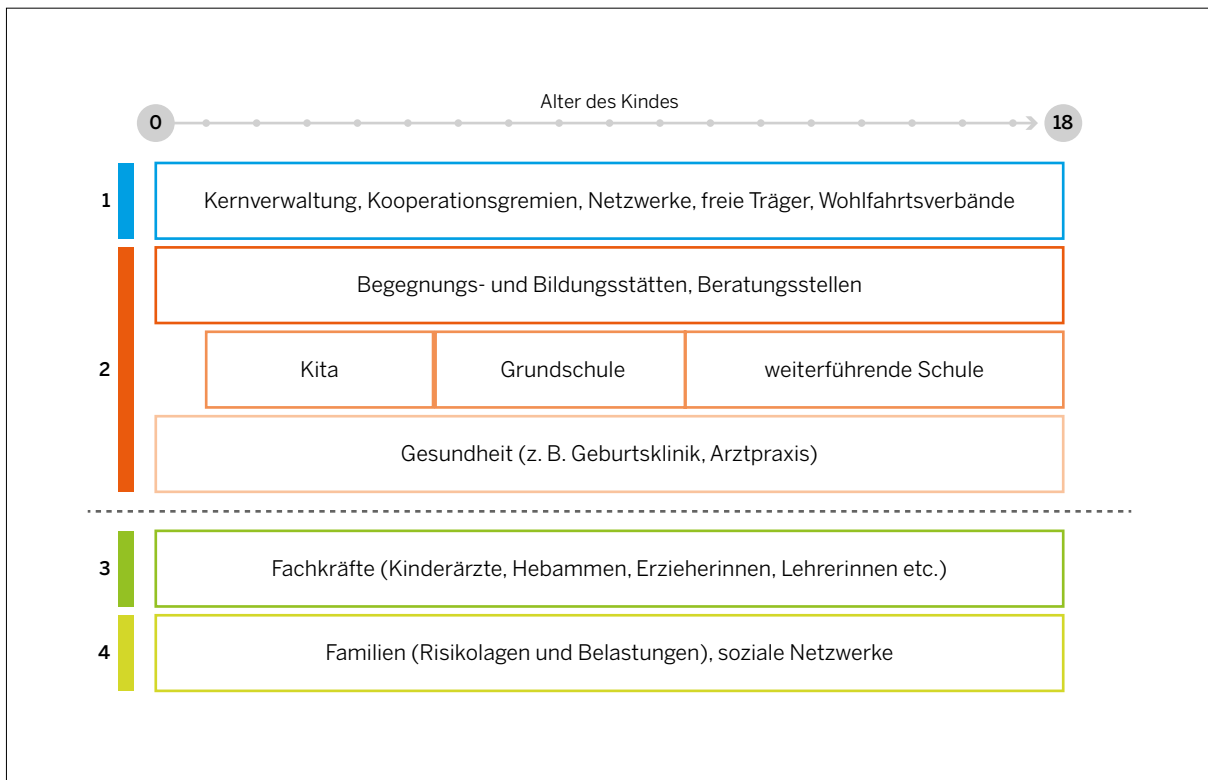 Alter des Kindes
0
18
1
Kernverwaltung, Kooperationsgremien, Netzwerke, freie Träger, Wohlfahrtsverbände
Begegnungs- und Bildungsstätten, Beratungsstellen
2
Kita
Grundschule
weiterführende Schule
Gesundheit (z. B. Geburtsklinik, Arztpraxis)
3
Fachkräfte (Kinderärzte, Hebammen, Erzieherinnen, Lehrerinnen etc.)
4
Familien (Risikolagen und Belastungen), soziale Netzwerke